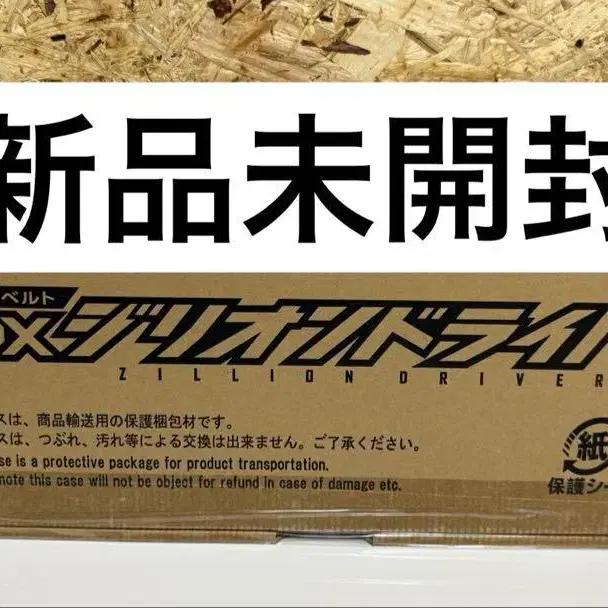 新品未開封
ベルト
DXジリオンドライ
ZILLION DRIVER
スは、商品輸送用の保護梱包材です。
スは、つぶれ、汚れ等による交換は出来ません。ご了承ください。
se is a protective package for product transportation.
note this case will not be object for refund in case of damage etc.
紙
保護シー